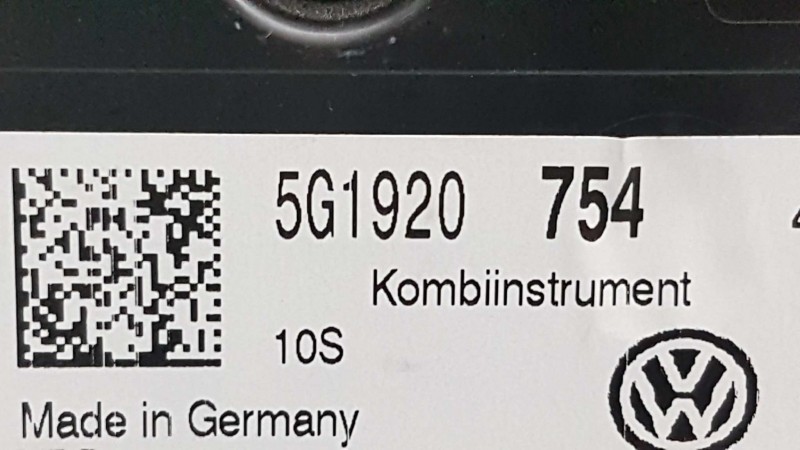 5G1920 754
Kombiinstrument
10S
Made in Germany